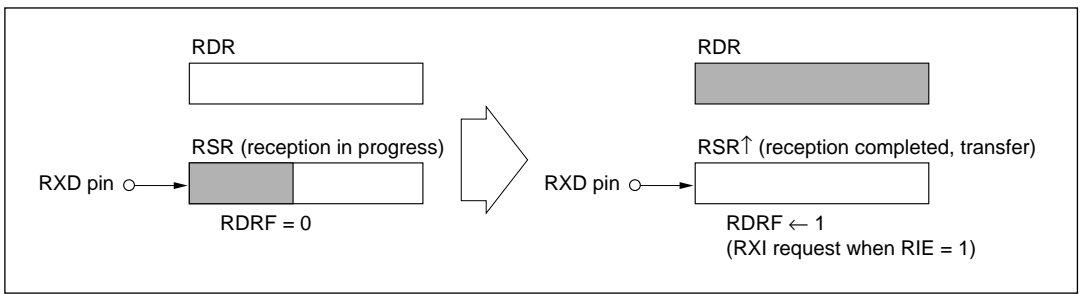 RDR
RSR (reception in progress)
RXD pin
RDRF = 0
RDR
RSR↑ (reception completed, transfer)
RXD pin
RDRF ← 1
(RXI request when RIE = 1)